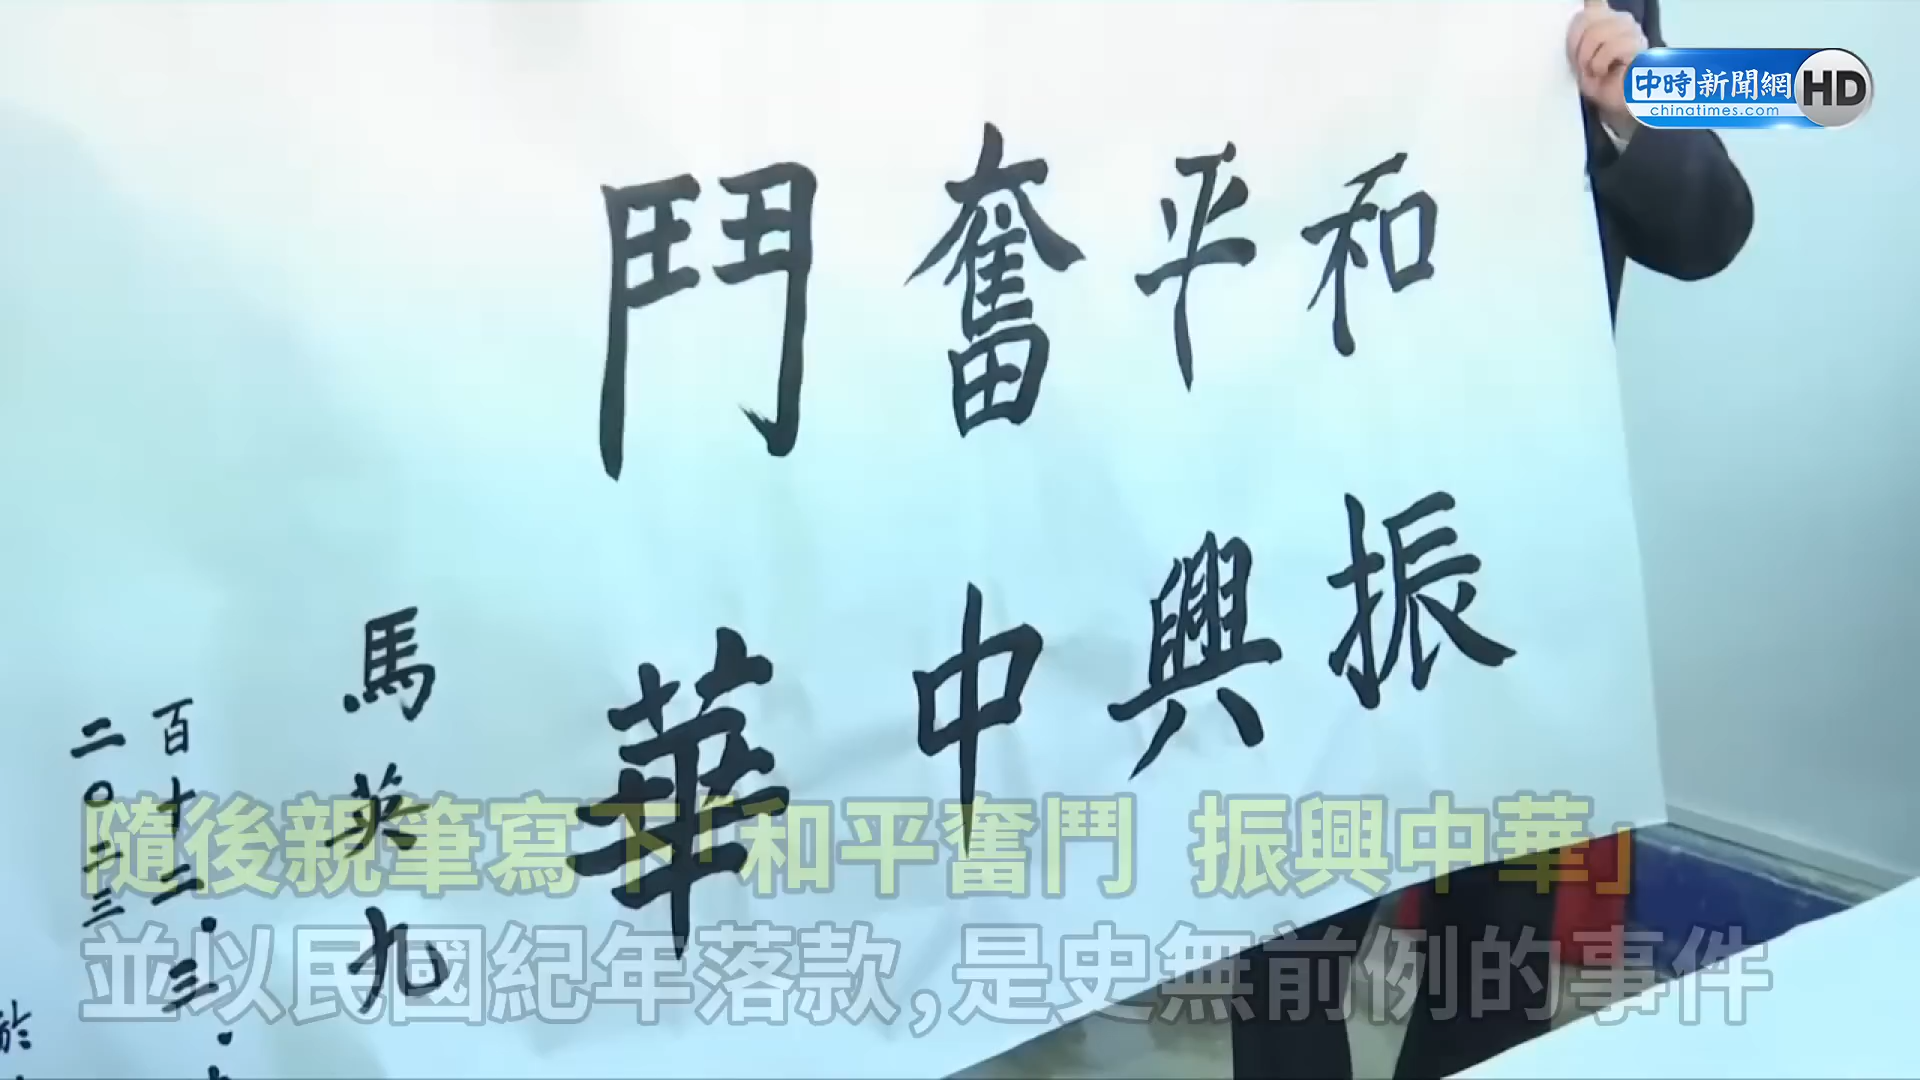 和平奮鬥
振興中華
馬英九
百十二.三.
二〇二三
於
中時新聞網 HD
chinatimes.com
隨後親筆寫下「和平奮鬥 振興中華」
並以民國紀年落款,是史無前例的事件